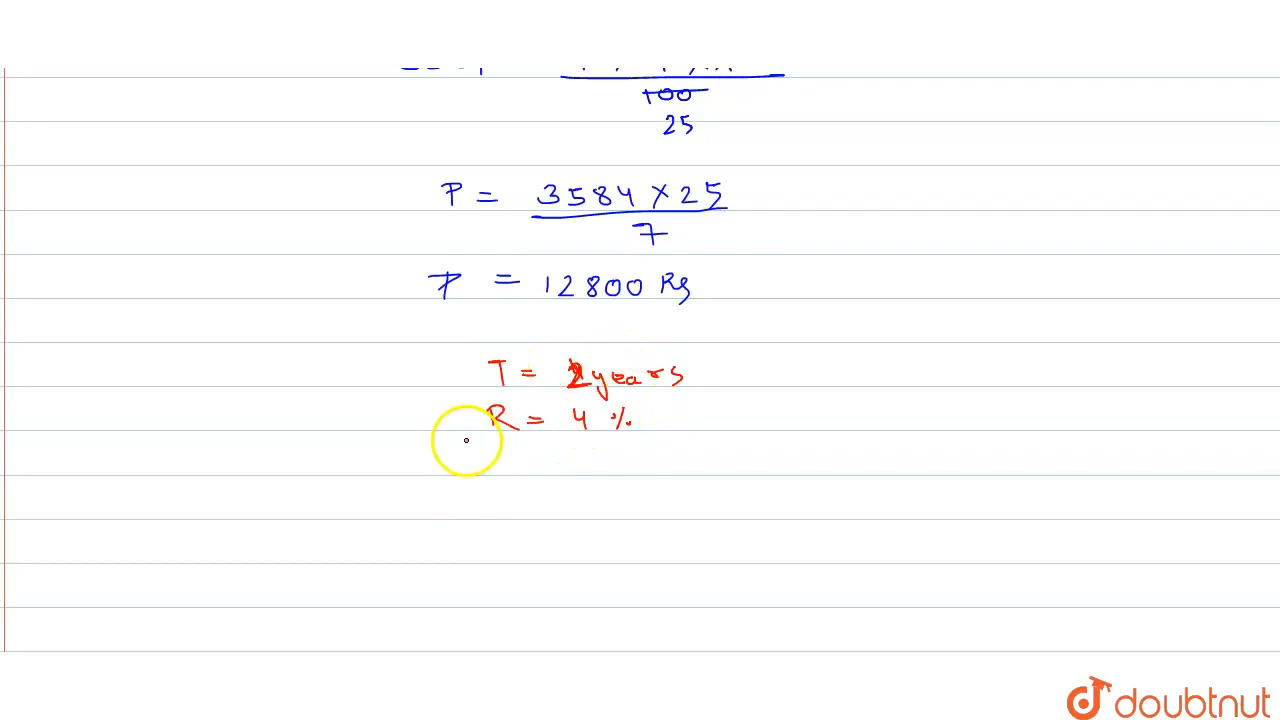 100
25
P = 3584 × 25
7
P = 12800 Rs
T = 2 years
R = 4 %
doubtnut